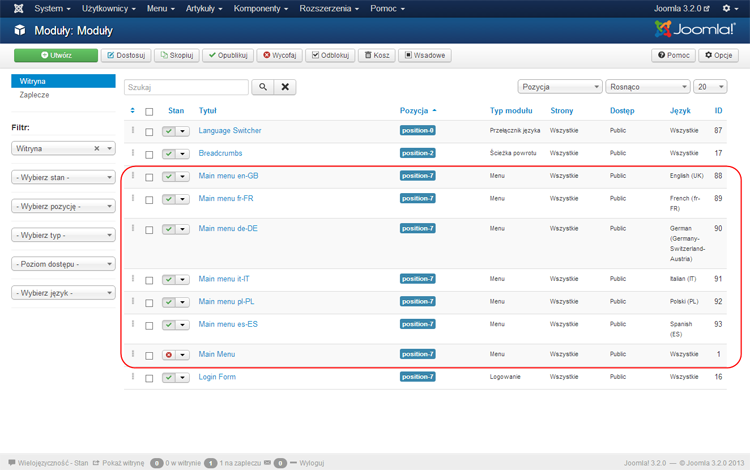 System Użytkownicy Menu Artykuły Komponenty Rozszerzenia Pomoc Joomla 3.2.0
Moduły: Moduły Joomla!
Utwórz Dostosuj Skopiuj Opublikuj Wycofaj Odblokuj Kosz Wsadowe Pomoc Opcje
Witryna
Zaplecze
Filtr:
Witryna
- Wybierz stan -
- Wybierz pozycję -
- Wybierz typ -
- Poziom dostępu -
- Wybierz język -
Szukaj Pozycja Rosnąco 20
Stan Tytuł Pozycja Typ modułu Strony Dostęp Język ID
Language Switcher position-0 Przełącznik języka Wszystkie Public Wszystkie 87
Breadcrumbs position-2 Ścieżka powrotu Wszystkie Public Wszystkie 17
Main menu en-GB position-7 Menu Wszystkie Public English (UK) 88
Main menu fr-FR position-7 Menu Wszystkie Public French (fr-
FR) 89
Main menu de-DE position-7 Menu Wszystkie Public German
(Germany-
Switzerland-
Austria) 90
Main menu it-IT position-7 Menu Wszystkie Public Italian (IT) 91
Main menu pl-PL position-7 Menu Wszystkie Public Polski (PL) 92
Main menu es-ES position-7 Menu Wszystkie Public Spanish
(ES) 93
Main Menu position-7 Menu Wszystkie Public Wszystkie 1
Login Form position-7 Logowanie Wszystkie Public Wszystkie 16
Wielojęzyczność - Stan Pokaż witrynę 0 0 w witrynie 1 1 na zapleczu 0 Wyloguj Joomla! 3.2.0 — © Joomla 3.2.0 2013